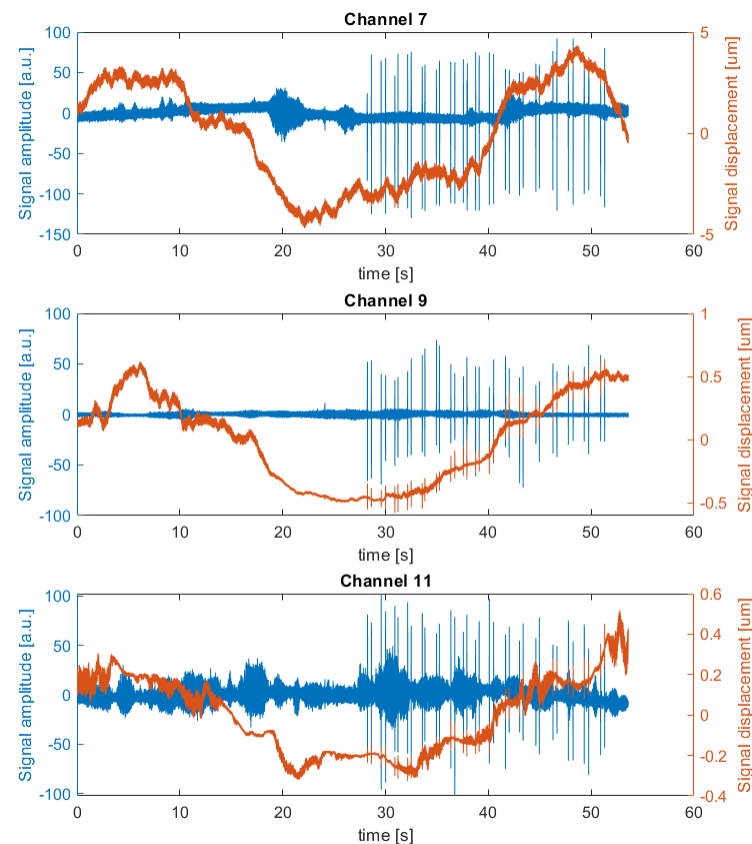 Channel 7
Signal amplitude [a.u.]
100
50
0
-50
-100
-150
0 10 20 30 40 50 60
time [s]
5
0
-5
Signal displacement [um]
Channel 9
Signal amplitude [a.u.]
100
50
0
-50
-100
0 10 20 30 40 50 60
time [s]
1
0.5
0
-0.5
Signal displacement [um]
Channel 11
Signal amplitude [a.u.]
100
50
0
-50
-100
0 10 20 30 40 50 60
time [s]
0.6
0.4
0.2
0
-0.2
-0.4
Signal displacement [um]